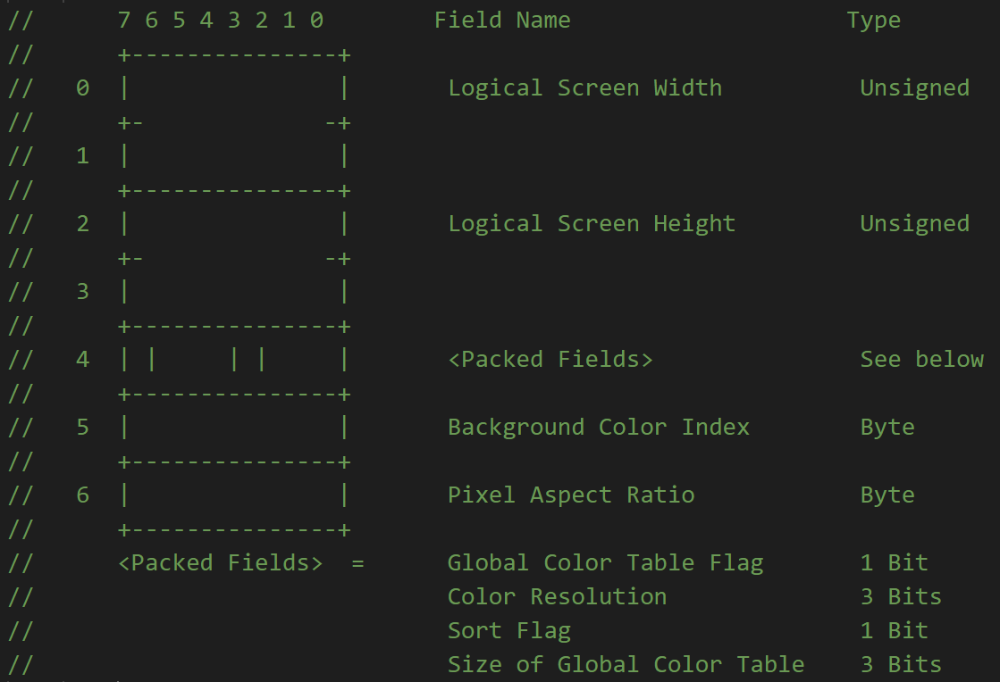 //      7 6 5 4 3 2 1 0        Field Name                    Type
//      +---------------+
//   0  |               |       Logical Screen Width          Unsigned
//      +-             -+
//   1  |               |
//      +---------------+
//   2  |               |       Logical Screen Height         Unsigned
//      +-             -+
//   3  |               |
//      +---------------+
//   4  | |     | |     |       <Packed Fields>               See below
//      +---------------+
//   5  |               |       Background Color Index        Byte
//      +---------------+
//   6  |               |       Pixel Aspect Ratio            Byte
//      +---------------+
//      <Packed Fields>  =      Global Color Table Flag       1 Bit
//                              Color Resolution              3 Bits
//                              Sort Flag                     1 Bit
//                              Size of Global Color Table    3 Bits